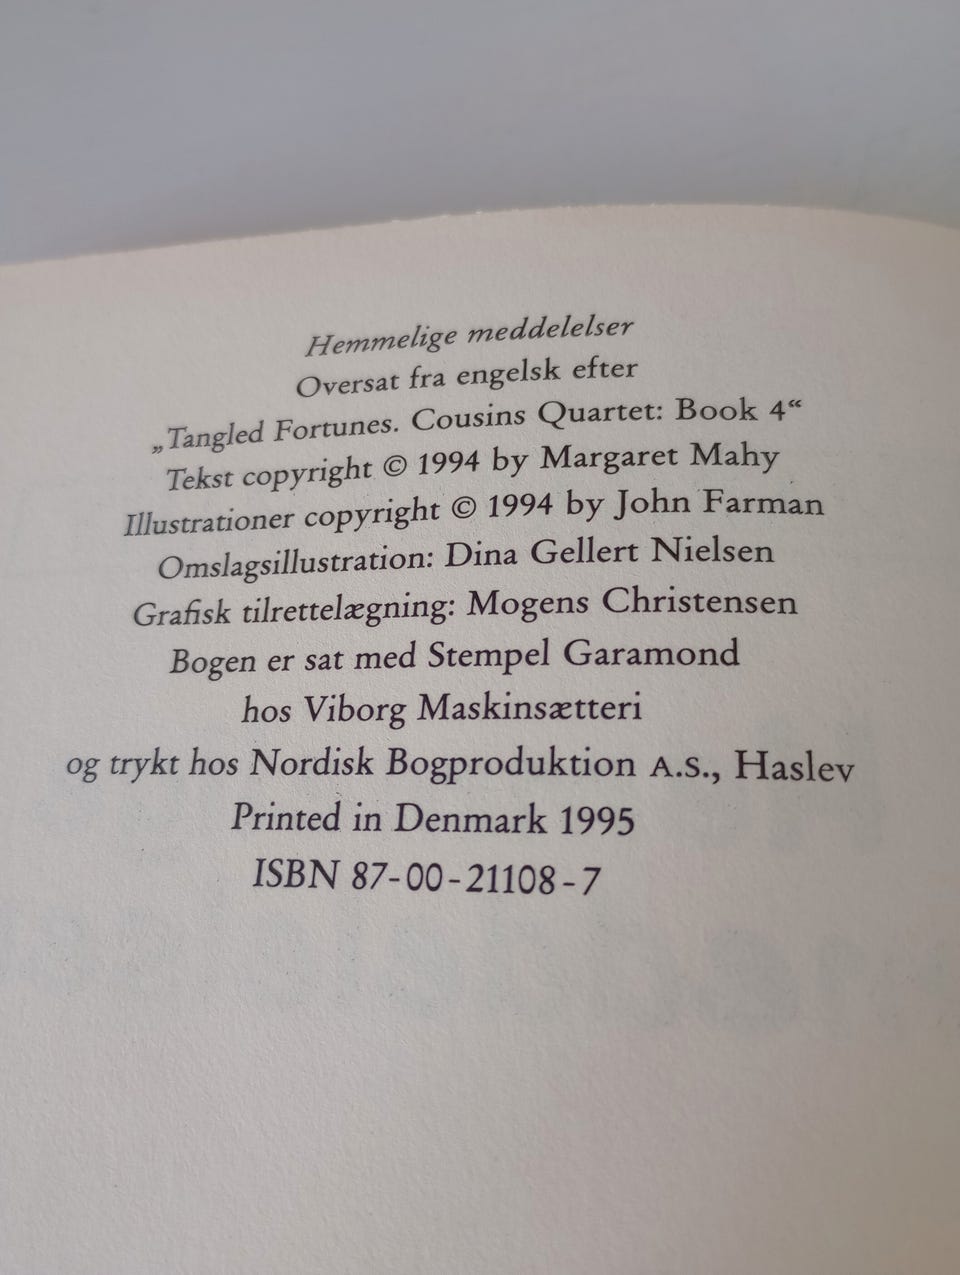 Hemmelige meddelelser
Oversat fra engelsk efter
„Tangled Fortunes. Cousins Quartet: Book 4“
Tekst copyright © 1994 by Margaret Mahy
Illustrationer copyright © 1994 by John Farman
Omslagsillustration: Dina Gellert Nielsen
Grafisk tilrettelægning: Mogens Christensen
Bogen er sat med Stempel Garamond
hos Viborg Maskinsætteri
og trykt hos Nordisk Bogproduktion A.S., Haslev
Printed in Denmark 1995
ISBN 87-00-21108-7